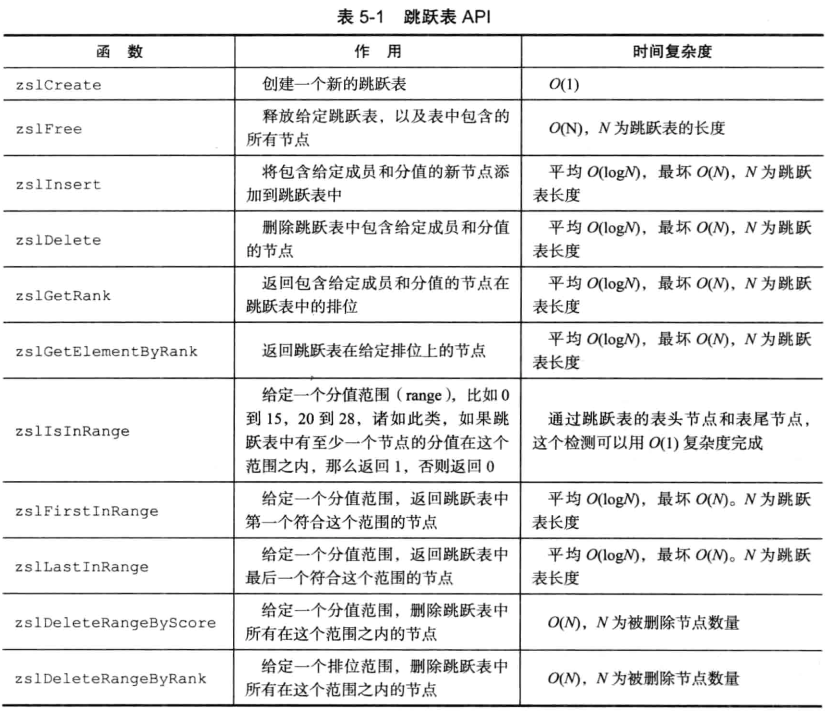 表 5-1 跳跃表 API
函 数 作 用 时间复杂度
zslCreate 创建一个新的跳跃表 O(1)
zslFree 释放给定跳跃表，以及表中包含的所有节点 O(N)，N 为跳跃表的长度
zslInsert 将包含给定成员和分值的新节点添加到跳跃表中 平均 O(logN)，最坏 O(N)，N 为跳跃表长度
zslDelete 删除跳跃表中包含给定成员和分值的节点 平均 O(logN)，最坏 O(N)，N 为跳跃表长度
zslGetRank 返回包含给定成员和分值的节点在跳跃表中的排位 平均 O(logN)，最坏 O(N)，N 为跳跃表长度
zslGetElementByRank 返回跳跃表在给定排位上的节点 平均 O(logN)，最坏 O(N)，N 为跳跃表长度
zslIsInRange 给定一个分值范围（range），比如 0 到 15，20 到 28，诸如此类，如果跳跃表中有至少一个节点的分值在这个范围之内，那么返回 1，否则返回 0 通过跳跃表的表头节点和表尾节点，这个检测可以用 O(1) 复杂度完成
zslFirstInRange 给定一个分值范围，返回跳跃表中第一个符合这个范围的节点 平均 O(logN)，最坏 O(N)。N 为跳跃表长度
zslLastInRange 给定一个分值范围，返回跳跃表中最后一个符合这个范围的节点 平均 O(logN)，最坏 O(N)。N 为跳跃表长度
zslDeleteRangeByScore 给定一个分值范围，删除跳跃表中所有在这个范围之内的节点 O(N)，N 为被删除节点数量
zslDeleteRangeByRank 给定一个排位范围，删除跳跃表中所有在这个范围之内的节点 O(N)，N 为被删除节点数量